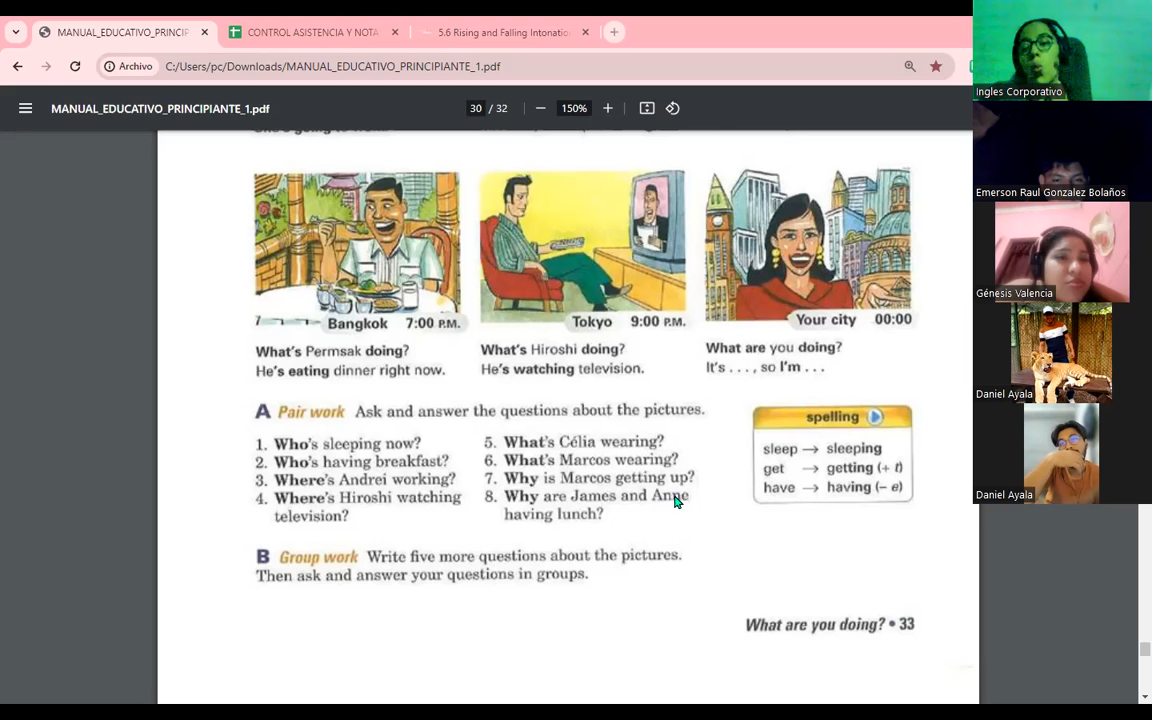 MANUAL_EDUCATIVO_PRINCIP
CONTROL ASISTENCIA Y NOTA
5.6 Rising and Falling Intonatio
Archivo
C:/Users/pc/Downloads/MANUAL_EDUCATIVO_PRINCIPIANTE_1.pdf
MANUAL_EDUCATIVO_PRINCIPIANTE_1.pdf
30 / 32
150%
Bangkok 7:00 P.M.
Tokyo 9:00 P.M.
Your city 00:00
What's Permsak doing?
He's eating dinner right now.
What's Hiroshi doing?
He's watching television.
What are you doing?
It's . . . , so I'm . . .
A Pair work Ask and answer the questions about the pictures.
1. Who's sleeping now?
2. Who's having breakfast?
3. Where's Andrei working?
4. Where's Hiroshi watching
television?
5. What's Célia wearing?
6. What's Marcos wearing?
7. Why is Marcos getting up?
8. Why are James and Anne
having lunch?
spelling
sleep → sleeping
get → getting (+ t)
have → having (– e)
B Group work Write five more questions about the pictures.
Then ask and answer your questions in groups.
What are you doing? • 33
Ingles Corporativo
Emerson Raul Gonzalez Bolaños
Génesis Valencia
Daniel Ayala
Daniel Ayala